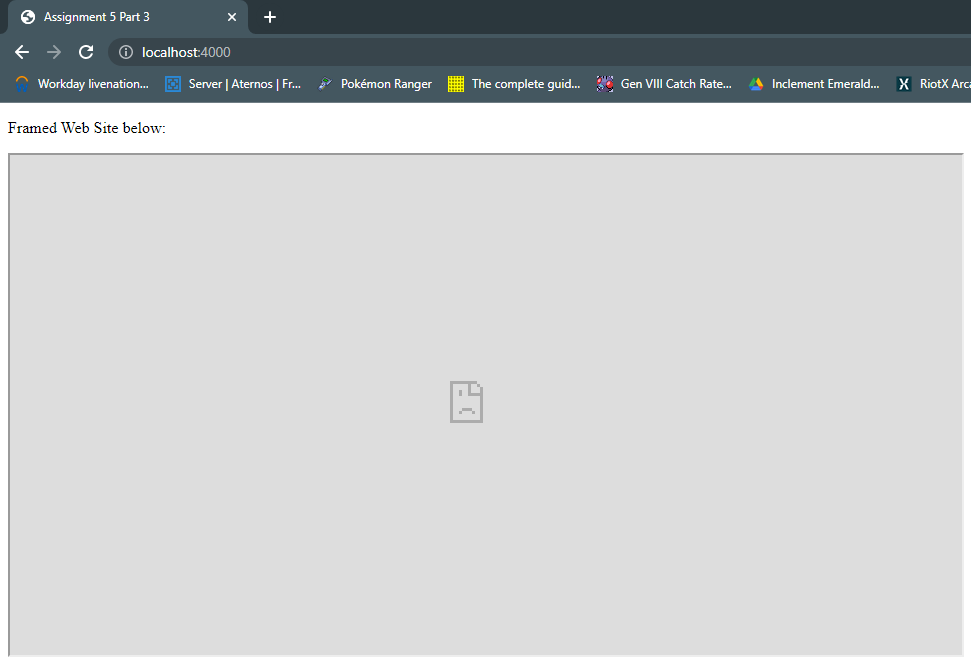 Assignment 5 Part 3
localhost:4000
Workday livenation... Server | Aternos | Fr... Pokémon Ranger The complete guid... Gen VIII Catch Rate... Inclement Emerald... X RiotX Arca
Framed Web Site below: